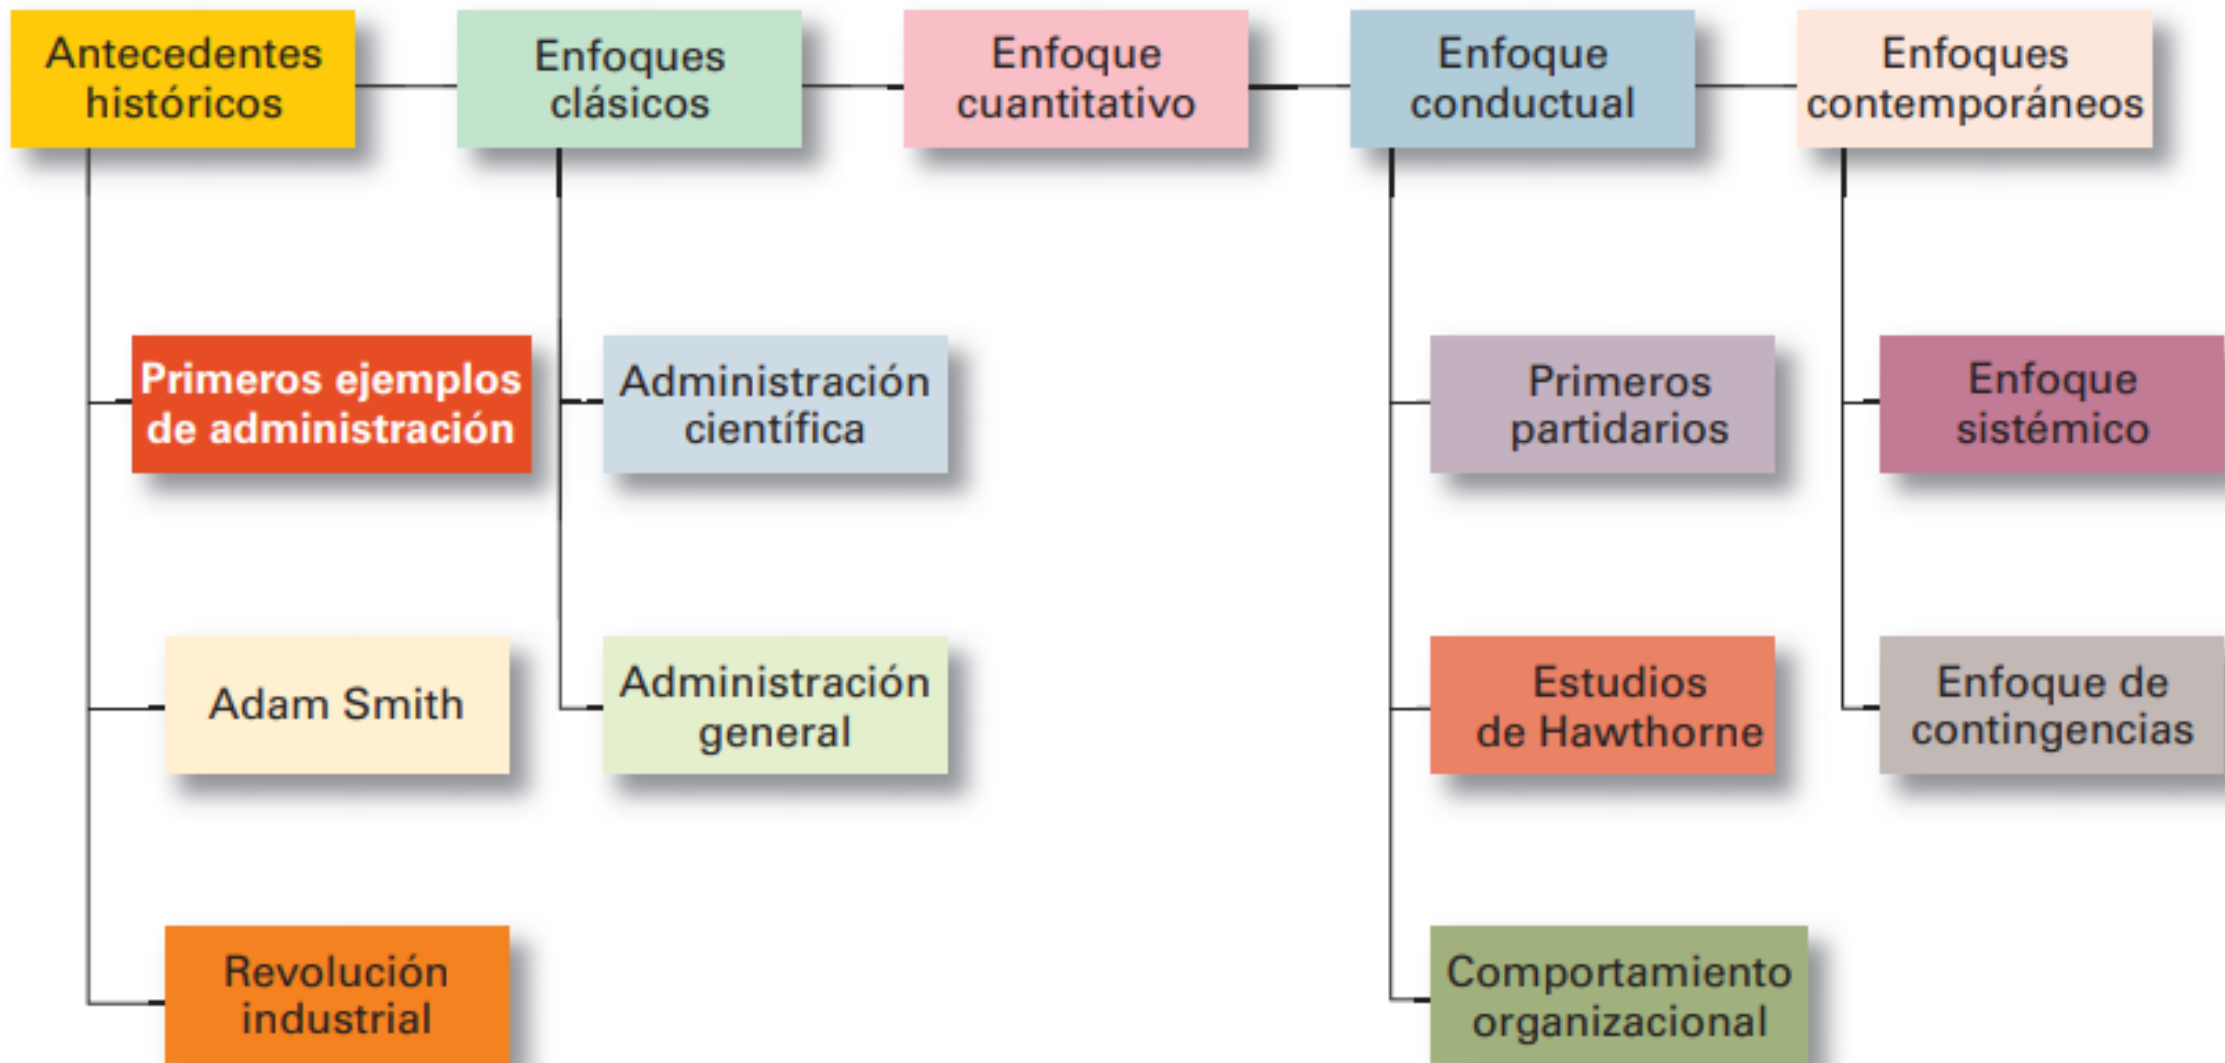 Antecedentes
históricos
Enfoques
clásicos
Enfoque
cuantitativo
Enfoque
conductual
Enfoques
contemporáneos
Primeros ejemplos
de administración
Administración
científica
Primeros
partidarios
Enfoque
sistémico
Adam Smith
Administración
general
Estudios
de Hawthorne
Enfoque de
contingencias
Revolución
industrial
Comportamiento
organizacional